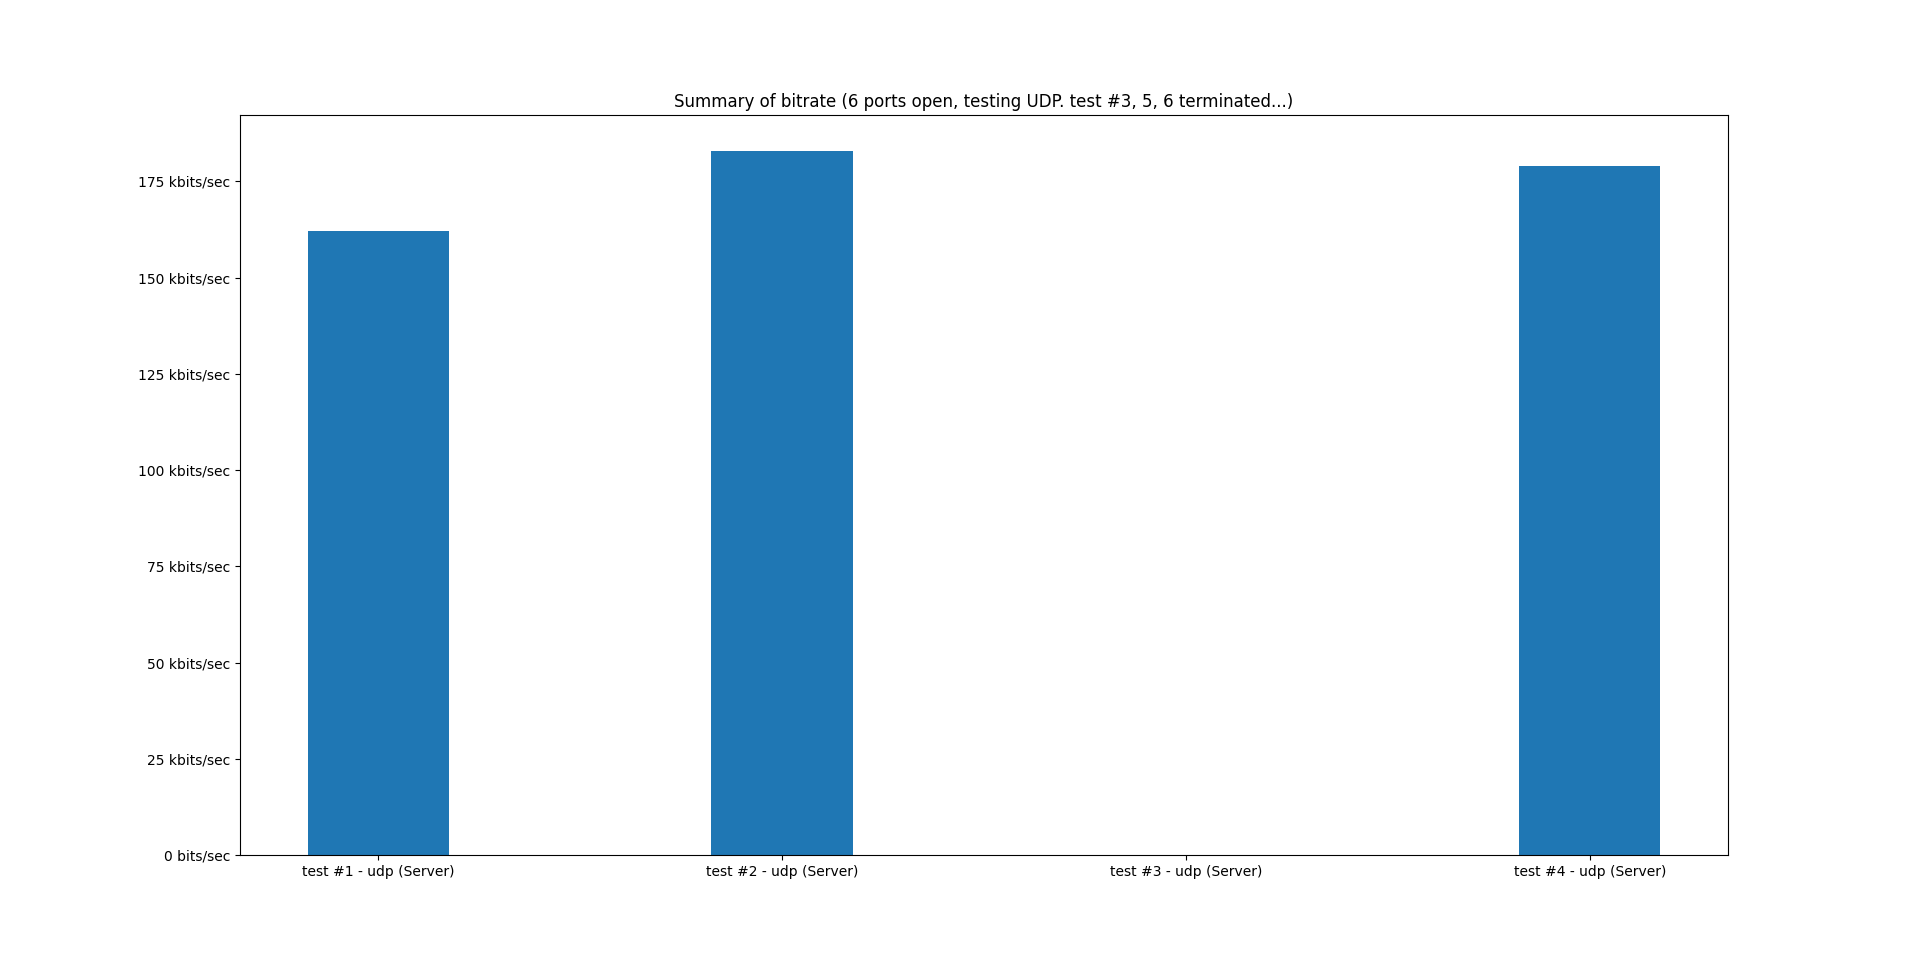 Summary of bitrate (6 ports open, testing UDP. test #3, 5, 6 terminated...)
175 kbits/sec
150 kbits/sec
125 kbits/sec
100 kbits/sec
75 kbits/sec
50 kbits/sec
25 kbits/sec
0 bits/sec
test #1 - udp (Server)
test #2 - udp (Server)
test #3 - udp (Server)
test #4 - udp (Server)